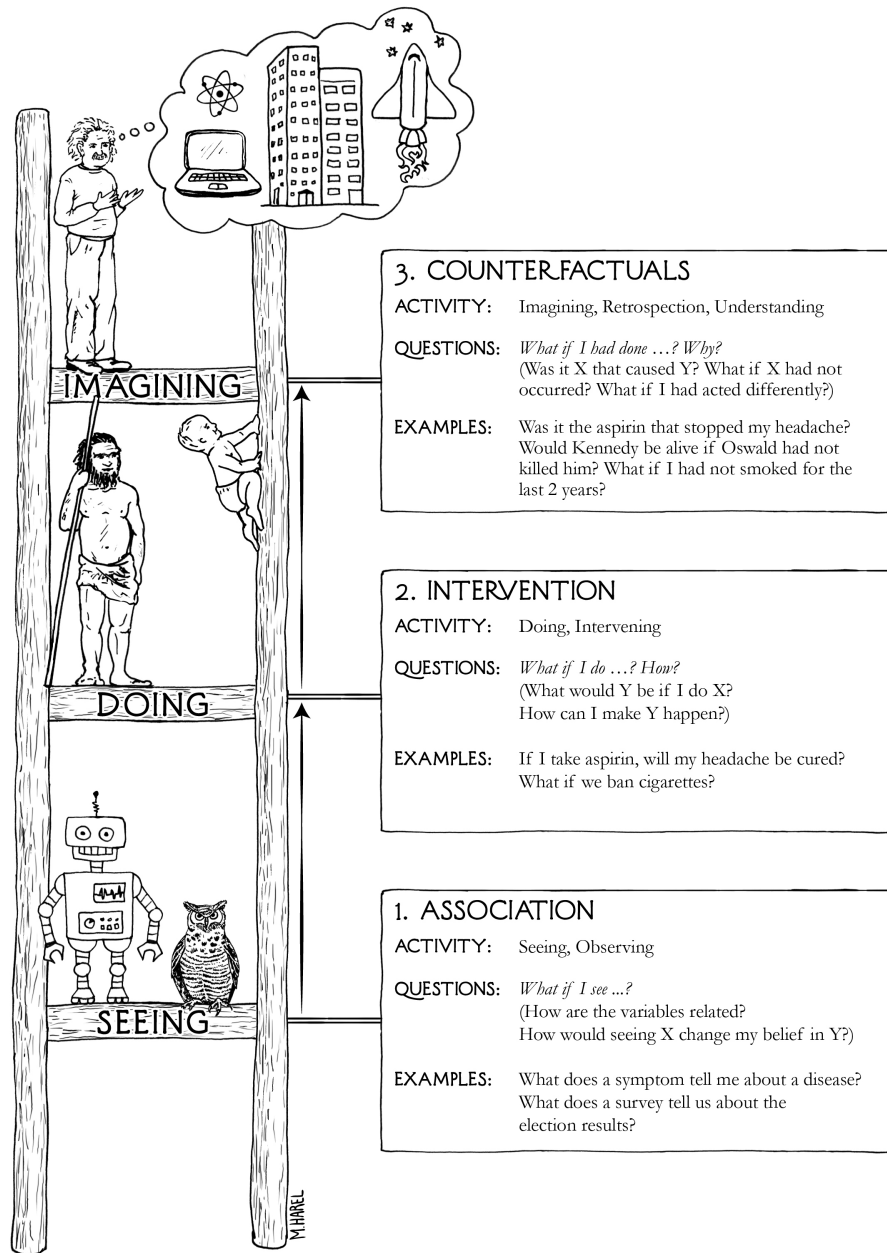 3. COUNTERFACTUALS
ACTIVITY: Imagining, Retrospection, Understanding
QUESTIONS: What if I had done …? Why?
(Was it X that caused Y? What if X had not
occurred? What if I had acted differently?)
EXAMPLES: Was it the aspirin that stopped my headache?
Would Kennedy be alive if Oswald had not
killed him? What if I had not smoked for the
last 2 years?
IMAGINING
2. INTERVENTION
ACTIVITY: Doing, Intervening
QUESTIONS: What if I do …? How?
(What would Y be if I do X?
How can I make Y happen?)
EXAMPLES: If I take aspirin, will my headache be cured?
What if we ban cigarettes?
DOING
1. ASSOCIATION
ACTIVITY: Seeing, Observing
QUESTIONS: What if I see ...?
(How are the variables related?
How would seeing X change my belief in Y?)
EXAMPLES: What does a symptom tell me about a disease?
What does a survey tell us about the
election results?
SEEING
M.HAREL